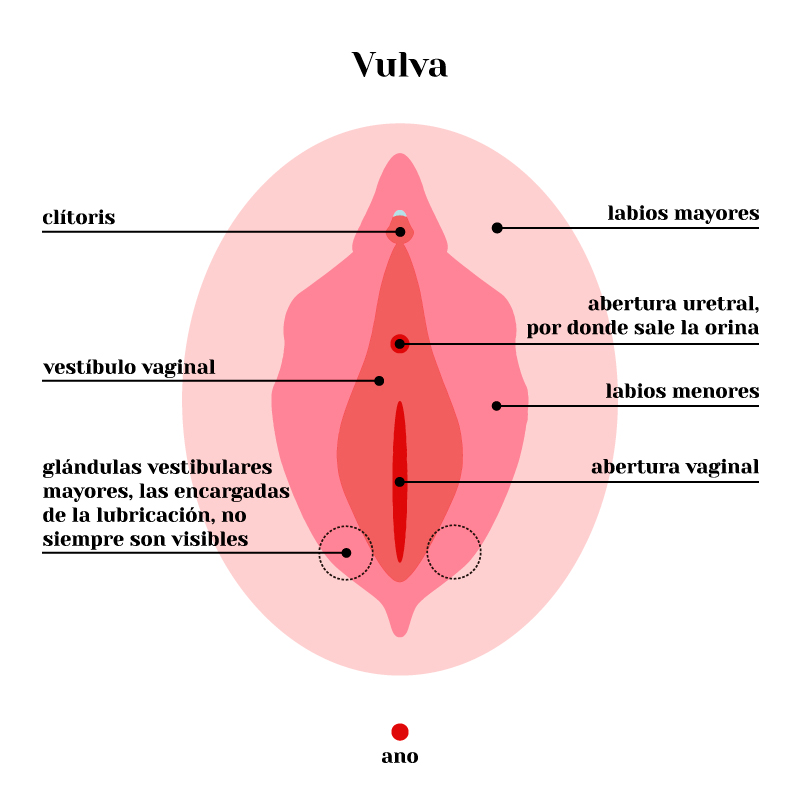 Vulva
clítoris
labios mayores
abertura uretral,
por donde sale la orina
vestíbulo vaginal
labios menores
abertura vaginal
glándulas vestibulares
mayores, las encargadas
de la lubricación, no
siempre son visibles
ano